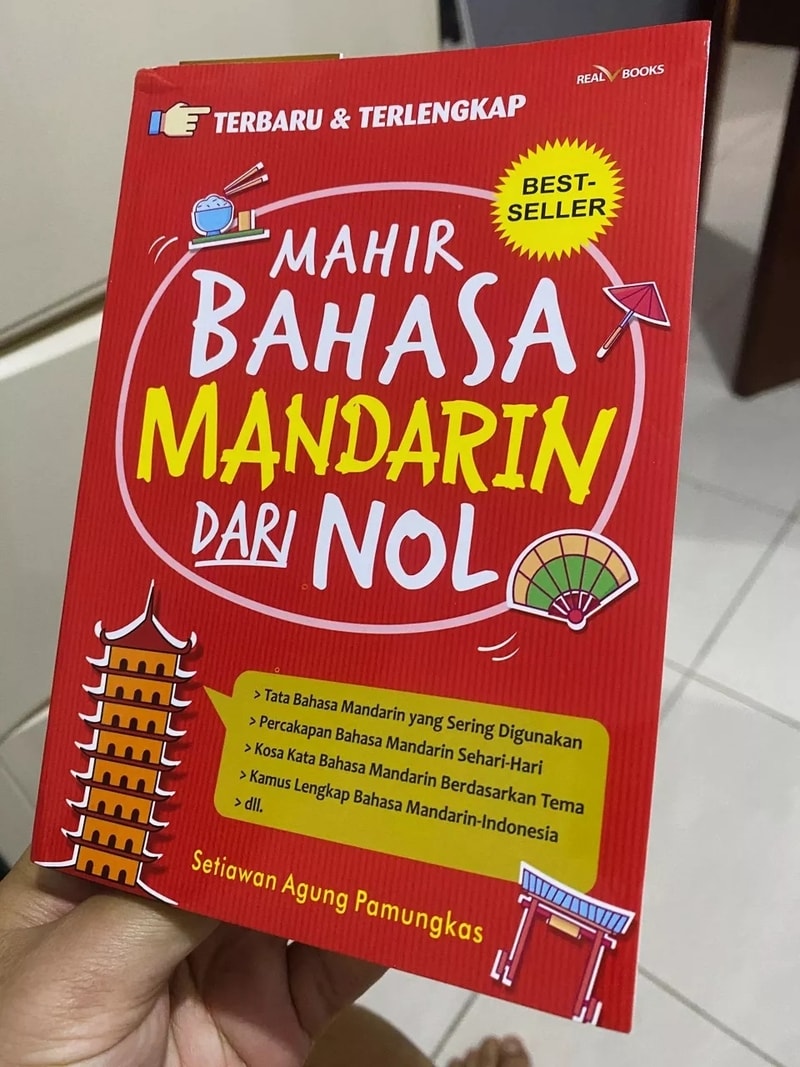 REAL BOOKS
TERBARU & TERLENGKAP
BEST-
SELLER
MAHIR
BAHASA
MANDARIN
DARI NOL
> Tata Bahasa Mandarin yang Sering Digunakan
> Percakapan Bahasa Mandarin Sehari-Hari
> Kosa Kata Bahasa Mandarin Berdasarkan Tema
> Kamus Lengkap Bahasa Mandarin-Indonesia
> dll.
Setiawan Agung Pamungkas